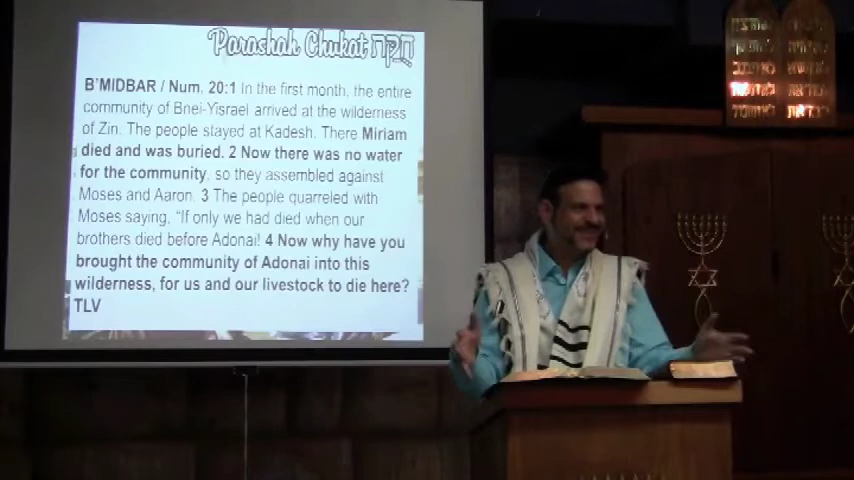 Parashah Chukat חֻקַּת
B'MIDBAR / Num. 20:1 In the first month, the entire
community of Bnei-Yisrael arrived at the wilderness
of Zin. The people stayed at Kadesh. There Miriam
died and was buried. 2 Now there was no water
for the community, so they assembled against
Moses and Aaron. 3 The people quarreled with
Moses saying, “If only we had died when our
brothers died before Adonai! 4 Now why have you
brought the community of Adonai into this
wilderness, for us and our livestock to die here?
TLV